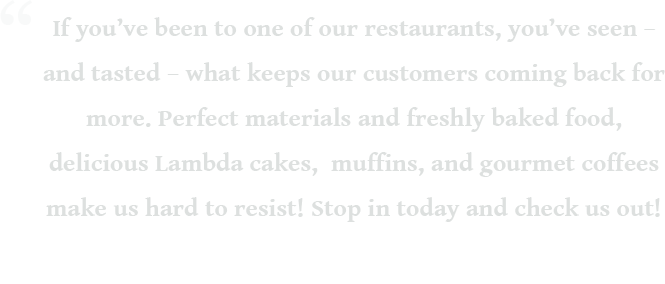 “ If you’ve been to one of our restaurants, you’ve seen –
and tasted – what keeps our customers coming back for
more. Perfect materials and freshly baked food,
delicious Lambda cakes,  muffins, and gourmet coffees
make us hard to resist! Stop in today and check us out!